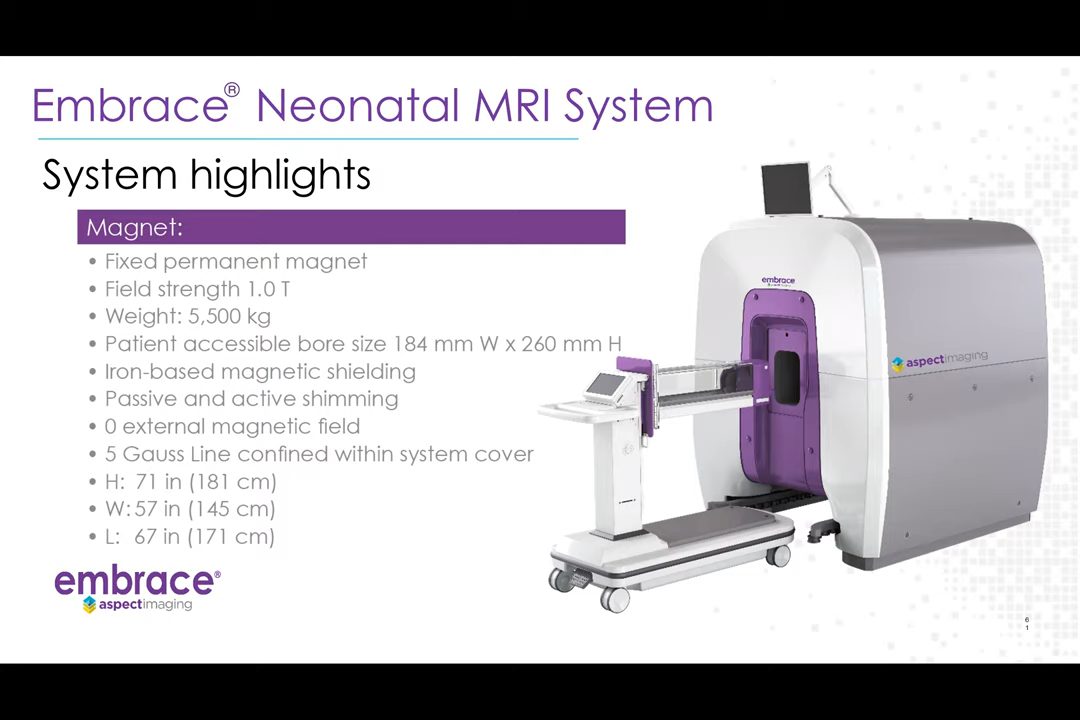 Embrace® Neonatal MRI System
System highlights
Magnet:
• Fixed permanent magnet
• Field strength 1.0 T
• Weight: 5,500 kg
• Patient accessible bore size 184 mm W x 260 mm H
• Iron-based magnetic shielding
• Passive and active shimming
• 0 external magnetic field
• 5 Gauss Line confined within system cover
• H: 71 in (181 cm)
• W: 57 in (145 cm)
• L: 67 in (171 cm)
embrace®
aspectimaging
embrace
aspectimaging
6
1